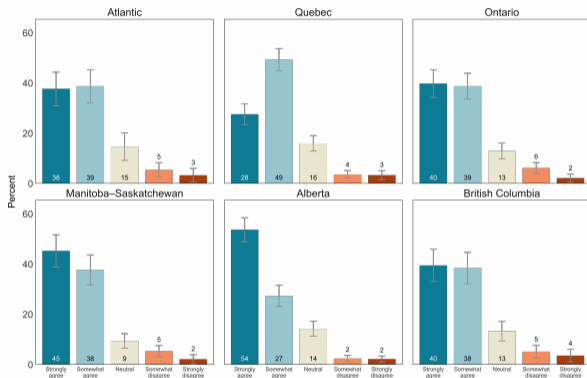 Atlantic
Quebec
Ontario
60
40
20
0
38
39
15
5
3
28
49
16
4
3
40
39
13
6
2
Percent
Manitoba–Saskatchewan
Alberta
British Columbia
60
40
20
0
45
38
9
5
2
54
27
14
2
2
40
38
13
5
4
Strongly agree
Somewhat agree
Neutral
Somewhat disagree
Strongly disagree
Strongly agree
Somewhat agree
Neutral
Somewhat disagree
Strongly disagree
Strongly agree
Somewhat agree
Neutral
Somewhat disagree
Strongly disagree